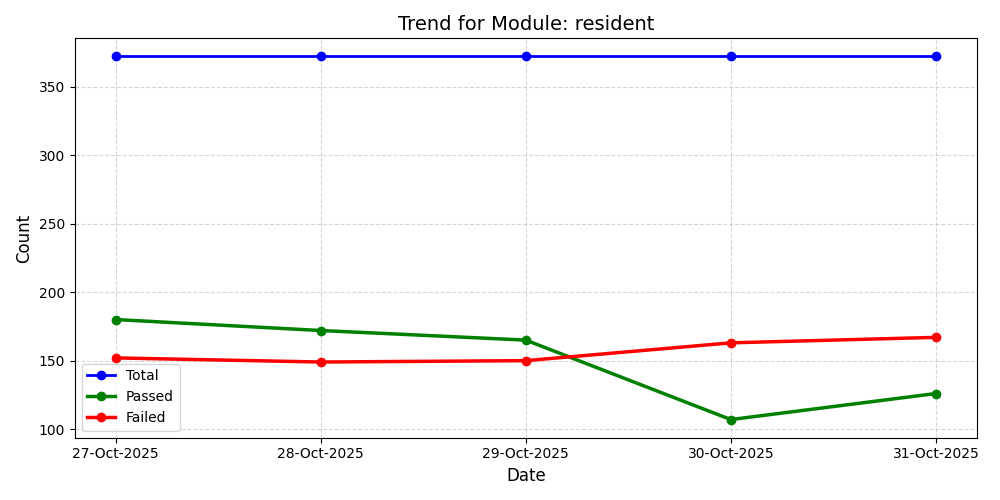 Trend for Module: resident
Count
350
300
250
200
150
100
Total
Passed
Failed
27-Oct-2025 28-Oct-2025 29-Oct-2025 30-Oct-2025 31-Oct-2025
Date